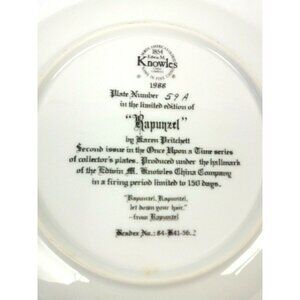 1854
Edwin M.
Knowles
1988
Plate Number 59 A
in the limited edition of
"Rapunzel"
by Karen Pritchett
Second issue in the Once Upon a Time series
of collector's plates. Produced under the hallmark
of the Edwin M. Knowles China Company
in a firing period limited to 150 days.
"Rapunzel, Rapunzel,
let down your hair."
—from Rapunzel
Bradex No.: 84-K41-56.2